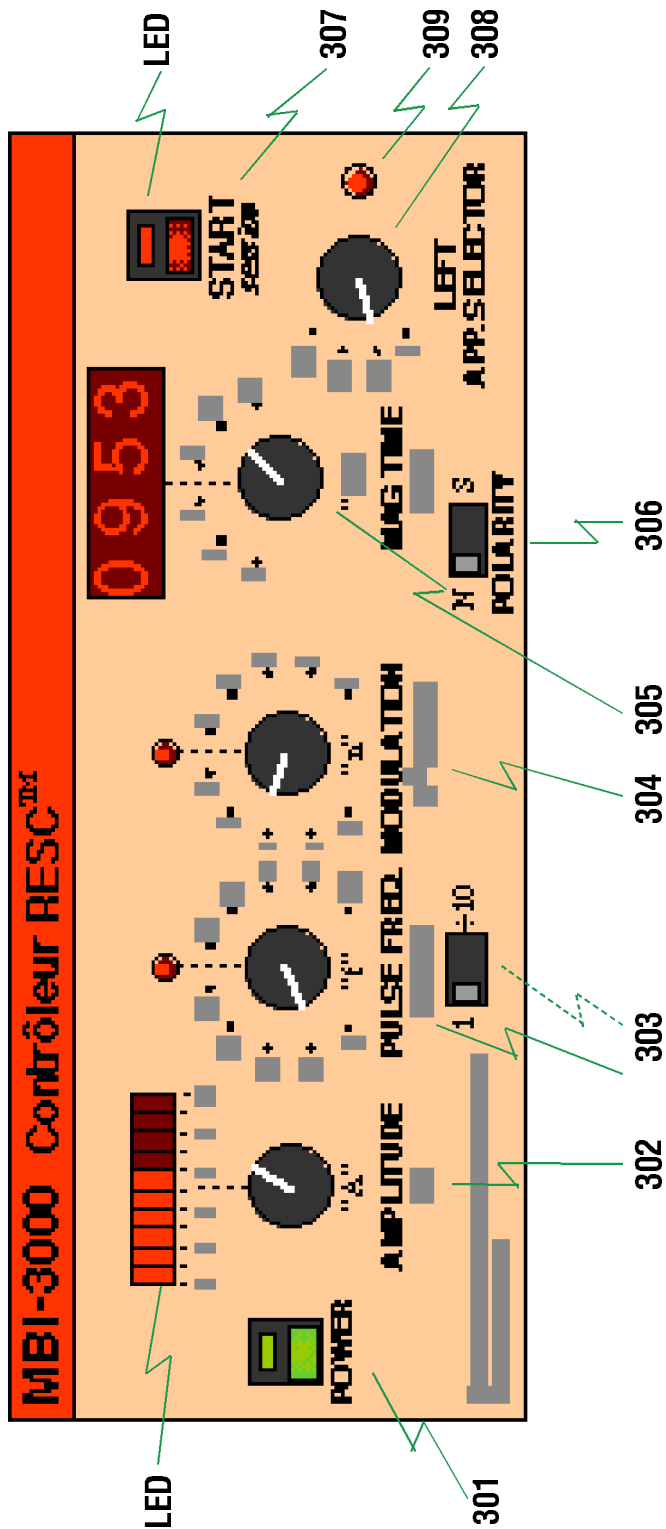 MBI-3000 Contrôleur RESC™
LED
LED
0953
START
session
POWER
"A"
AMPLITUDE
"f"
PULSE FREQ.
1 ÷10
MODULATION
MAG TIME
N S
POLARITY
LEFT
APP.SELECTOR
301
302
303
304
305
306
307
309
308